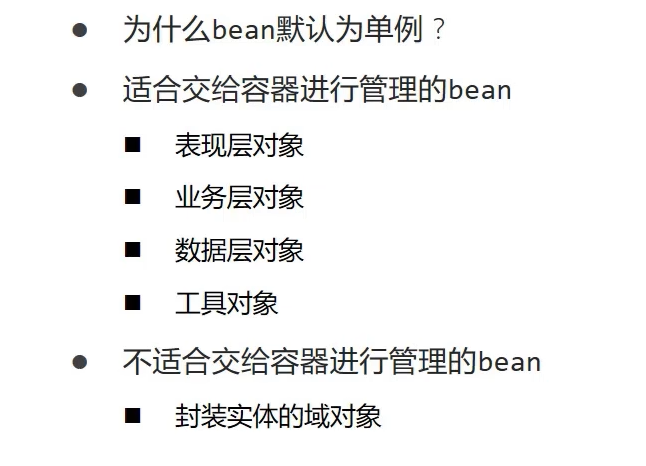 ● 为什么bean默认为单例？
● 适合交给容器进行管理的bean
■ 表现层对象
■ 业务层对象
■ 数据层对象
■ 工具对象
● 不适合交给容器进行管理的bean
■ 封装实体的域对象